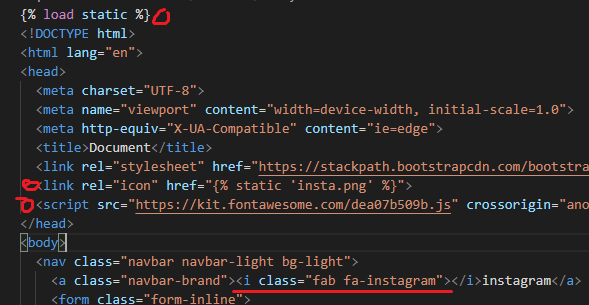 {% load static %}
<!DOCTYPE html>
<html lang="en">
<head>
<meta charset="UTF-8">
<meta name="viewport" content="width=device-width, initial-scale=1.0">
<meta http-equiv="X-UA-Compatible" content="ie=edge">
<title>Document</title>
<link rel="stylesheet" href="https://stackpath.bootstrapcdn.com/bootstra
<link rel="icon" href="{% static 'insta.png' %}">
<script src="https://kit.fontawesome.com/dea07b509b.js" crossorigin="ano
</head>
<body>
<nav class="navbar navbar-light bg-light">
<a class="navbar-brand"><i class="fab fa-instagram"></i>instagram</a>
<form class="form-inline">